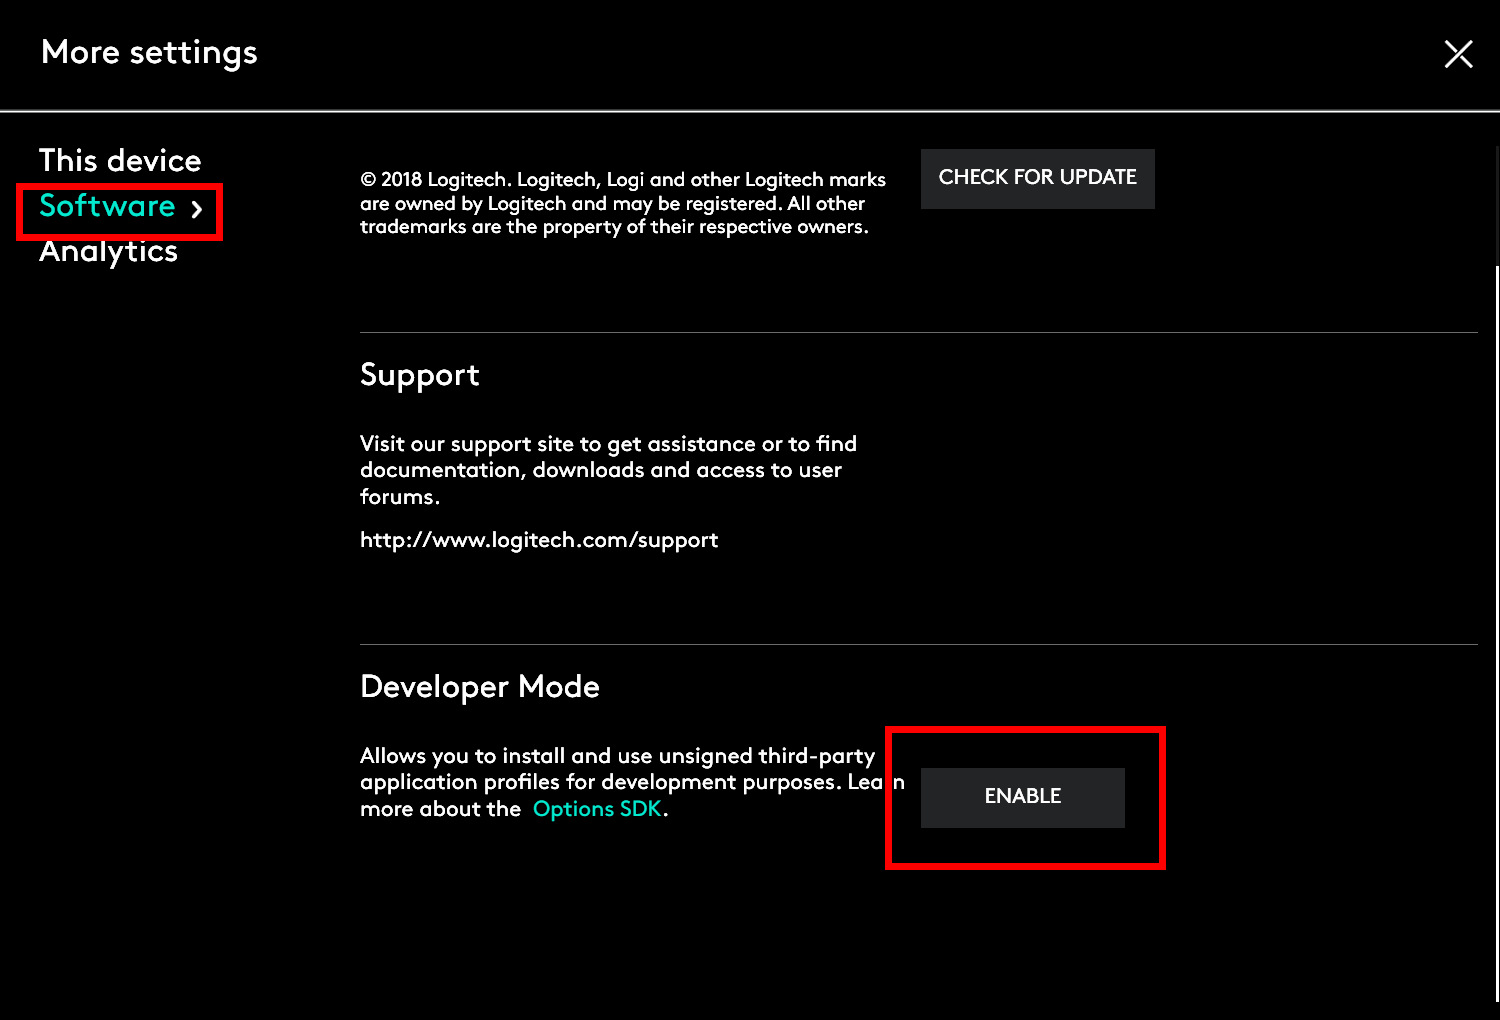 More settings
This device
Software
Analytics
© 2018 Logitech. Logitech, Logi and other Logitech marks
are owned by Logitech and may be registered. All other
trademarks are the property of their respective owners.
CHECK FOR UPDATE
Support
Visit our support site to get assistance or to find
documentation, downloads and access to user
forums.
http://www.logitech.com/support
Developer Mode
Allows you to install and use unsigned third-party
application profiles for development purposes. Learn
more about the Options SDK.
ENABLE